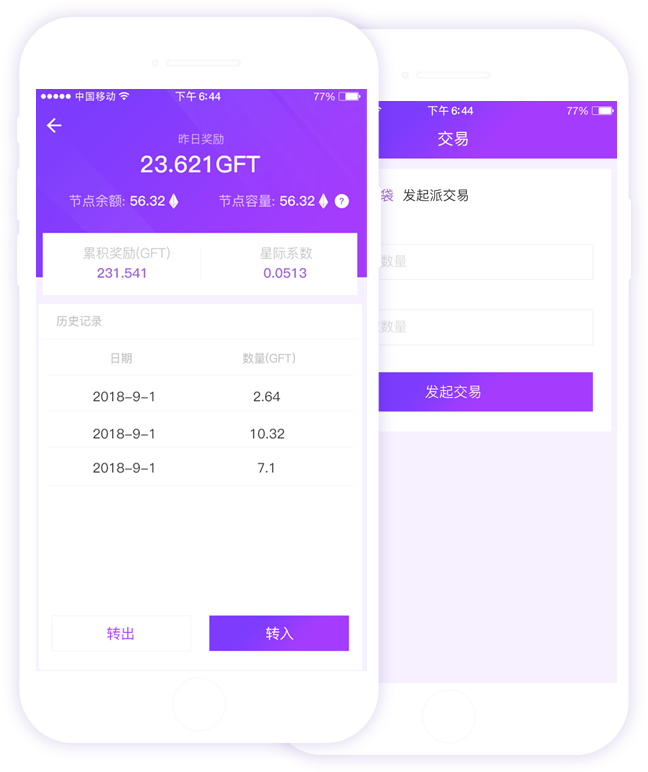 中国移动 下午 6:44 77%
昨日奖励
23.621GFT
节点余额: 56.32 节点容量: 56.32 ?
累积奖励(GFT) 星际系数
231.541 0.0513
历史记录
日期 数量(GFT)
2018-9-1 2.64
2018-9-1 10.32
2018-9-1 7.1
转出 转入
下午 6:44 77%
交易
袋 发起派交易
数量
数量
发起交易